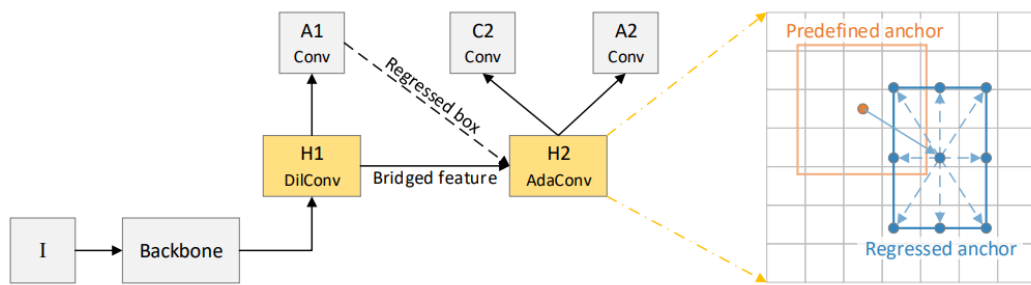 A1
Conv
C2
Conv
A2
Conv
Predefined anchor
Regressed box
H1
DilConv
Bridged feature
H2
AdaConv
I
Backbone
Regressed anchor